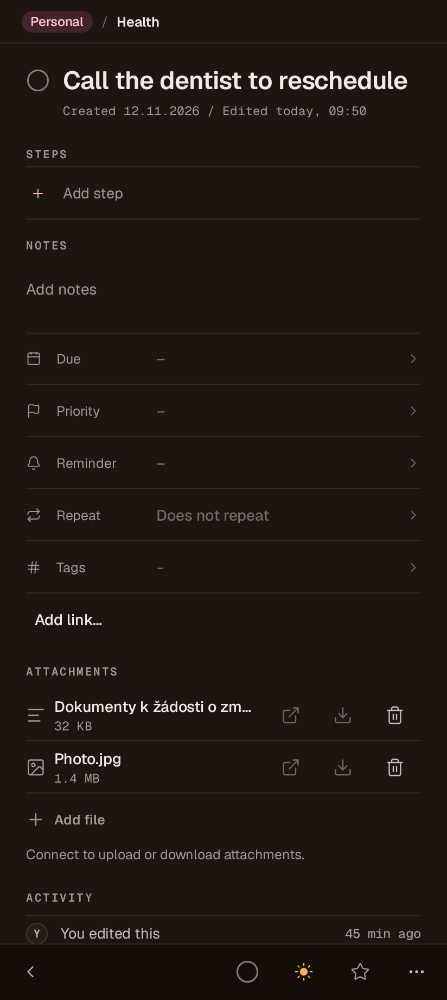 Personal / Health
Call the dentist to reschedule
Created 12.11.2026 / Edited today, 09:50
STEPS
+ Add step
NOTES
Add notes
Due –
Priority –
Reminder –
Repeat Does not repeat
Tags –
Add link...
ATTACHMENTS
Dokumenty k žádosti o zm...
32 KB
Photo.jpg
1.4 MB
+ Add file
Connect to upload or download attachments.
ACTIVITY
Y You edited this 45 min ago